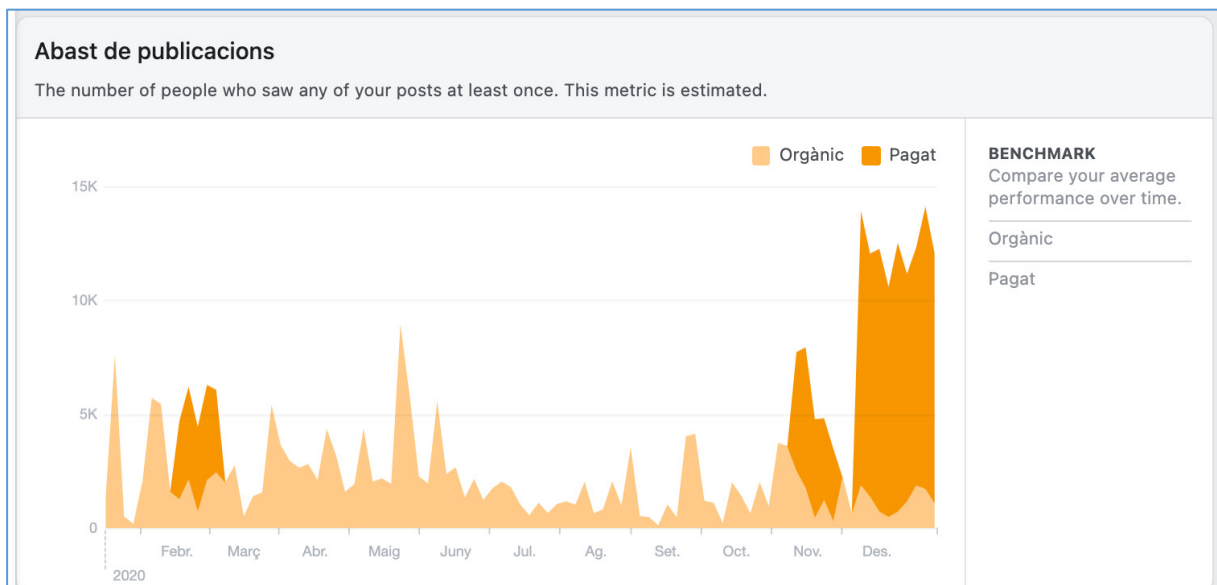 Abast de publicacions
The number of people who saw any of your posts at least once. This metric is estimated.
Orgànic Pagat
15K
10K
5K
0
Febr. Març Abr. Maig Juny Jul. Ag. Set. Oct. Nov. Des.
2020
BENCHMARK
Compare your average
performance over time.
Orgànic
Pagat